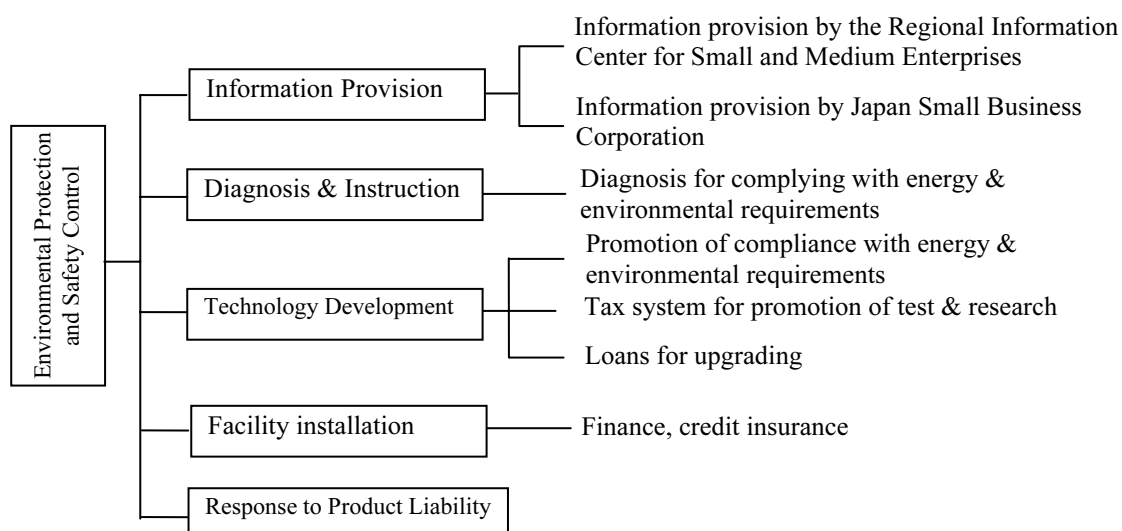 Environmental Protection
and Safety Control
Information Provision
Information provision by the Regional Information
Center for Small and Medium Enterprises
Information provision by Japan Small Business
Corporation
Diagnosis & Instruction
Diagnosis for complying with energy &
environmental requirements
Technology Development
Promotion of compliance with energy &
environmental requirements
Tax system for promotion of test & research
Loans for upgrading
Facility installation
Finance, credit insurance
Response to Product Liability